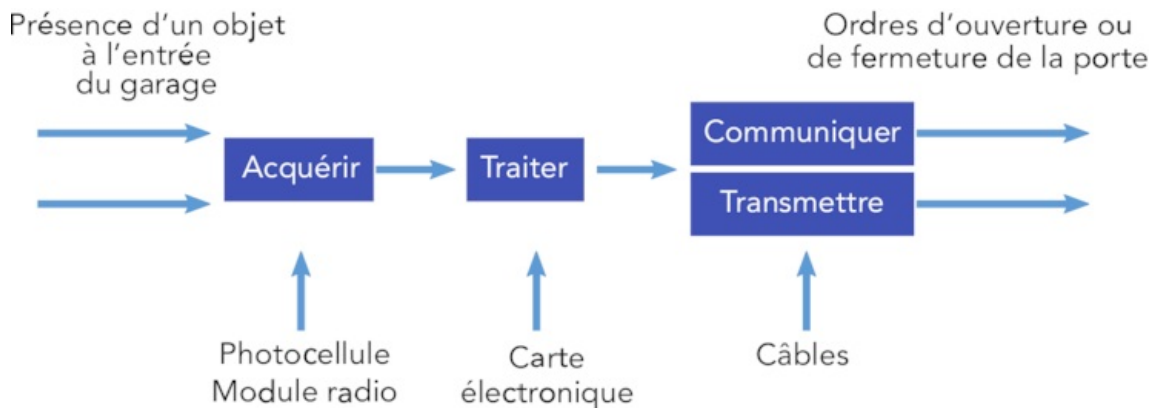 Présence d'un objet
à l'entrée
du garage
Ordres d'ouverture ou
de fermeture de la porte
Acquérir
Traiter
Communiquer
Transmettre
Photocellule
Module radio
Carte
électronique
Câbles